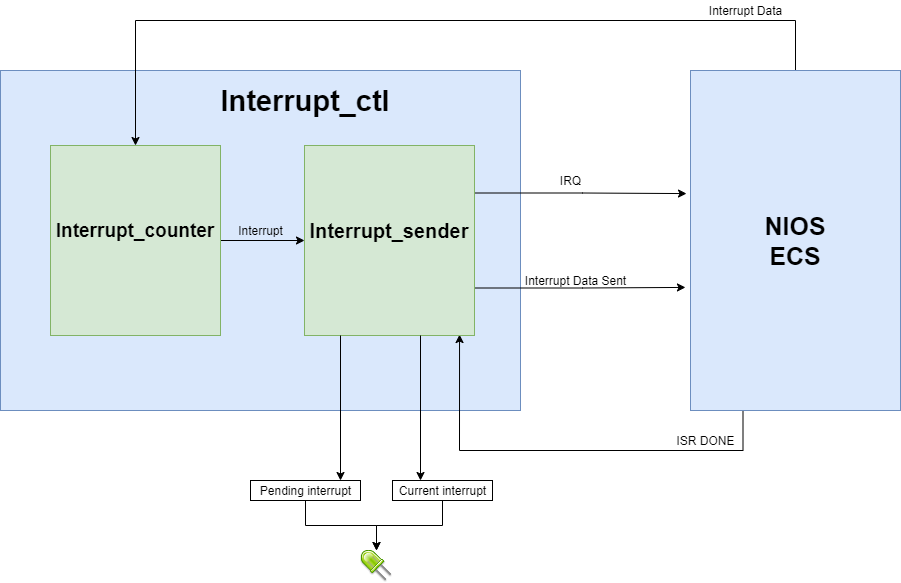 Interrupt Data
Interrupt_ctl
Interrupt_counter
Interrupt
Interrupt_sender
IRQ
Interrupt Data Sent
NIOS
ECS
ISR DONE
Pending interrupt
Current interrupt